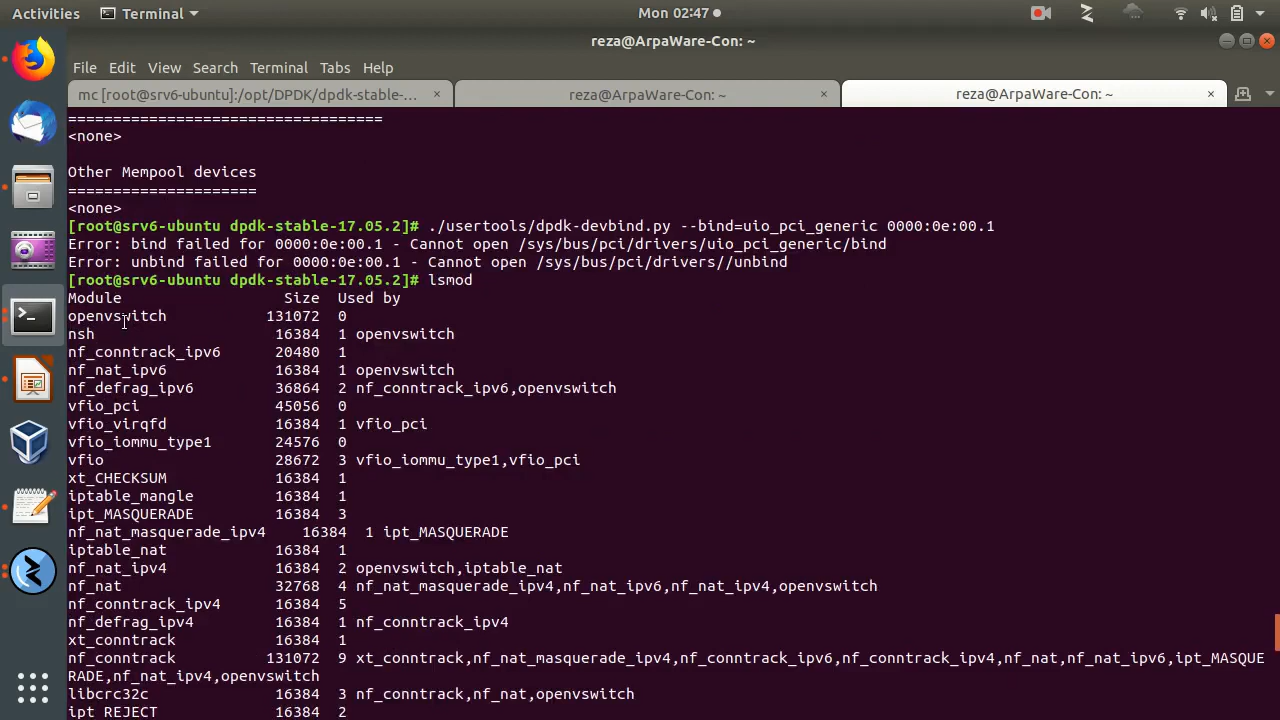 Activities Terminal Mon 02:47
reza@ArpaWare-Con: ~
File Edit View Search Terminal Tabs Help
mc [root@srv6-ubuntu]:/opt/DPDK/dpdk-stable-... × reza@ArpaWare-Con: ~ × reza@ArpaWare-Con: ~ ×
===================================
<none>
Other Mempool devices
=====================
<none>
[root@srv6-ubuntu dpdk-stable-17.05.2]# ./usertools/dpdk-devbind.py --bind=uio_pci_generic 0000:0e:00.1
Error: bind failed for 0000:0e:00.1 - Cannot open /sys/bus/pci/drivers/uio_pci_generic/bind
Error: unbind failed for 0000:0e:00.1 - Cannot open /sys/bus/pci/drivers//unbind
[root@srv6-ubuntu dpdk-stable-17.05.2]# lsmod
Module Size Used by
openvswitch 131072 0
nsh 16384 1 openvswitch
nf_conntrack_ipv6 20480 1
nf_nat_ipv6 16384 1 openvswitch
nf_defrag_ipv6 36864 2 nf_conntrack_ipv6,openvswitch
vfio_pci 45056 0
vfio_virqfd 16384 1 vfio_pci
vfio_iommu_type1 24576 0
vfio 28672 3 vfio_iommu_type1,vfio_pci
xt_CHECKSUM 16384 1
iptable_mangle 16384 1
ipt_MASQUERADE 16384 3
nf_nat_masquerade_ipv4 16384 1 ipt_MASQUERADE
iptable_nat 16384 1
nf_nat_ipv4 16384 2 openvswitch,iptable_nat
nf_nat 32768 4 nf_nat_masquerade_ipv4,nf_nat_ipv6,nf_nat_ipv4,openvswitch
nf_conntrack_ipv4 16384 5
nf_defrag_ipv4 16384 1 nf_conntrack_ipv4
xt_conntrack 16384 1
nf_conntrack 131072 9 xt_conntrack,nf_nat_masquerade_ipv4,nf_conntrack_ipv6,nf_conntrack_ipv4,nf_nat,nf_nat_ipv6,ipt_MASQUE
RADE,nf_nat_ipv4,openvswitch
libcrc32c 16384 3 nf_conntrack,nf_nat,openvswitch
ipt_REJECT 16384 2